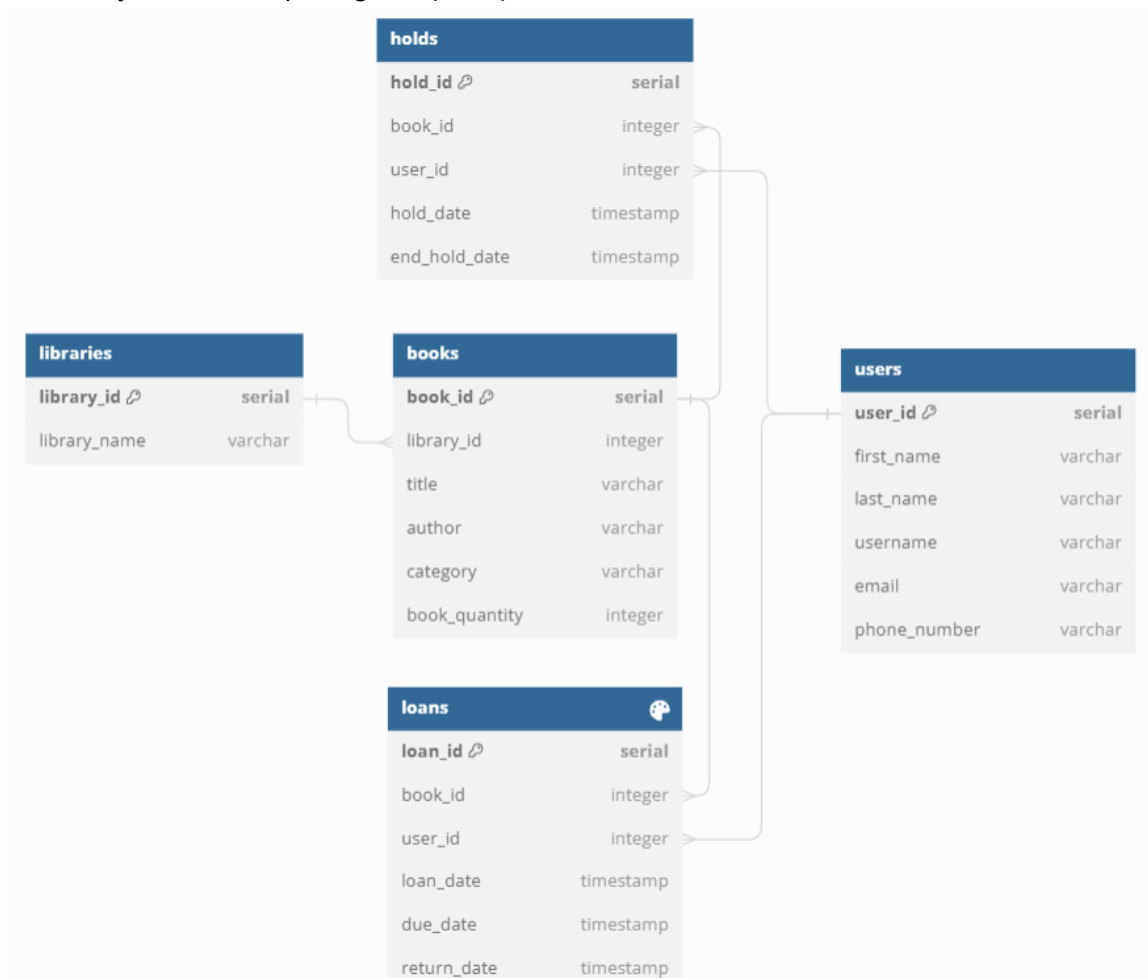 holds
hold_id serial
book_id integer
user_id integer
hold_date timestamp
end_hold_date timestamp
libraries
library_id serial
library_name varchar
books
book_id serial
library_id integer
title varchar
author varchar
category varchar
book_quantity integer
users
user_id serial
first_name varchar
last_name varchar
username varchar
email varchar
phone_number varchar
loans
loan_id serial
book_id integer
user_id integer
loan_date timestamp
due_date timestamp
return_date timestamp